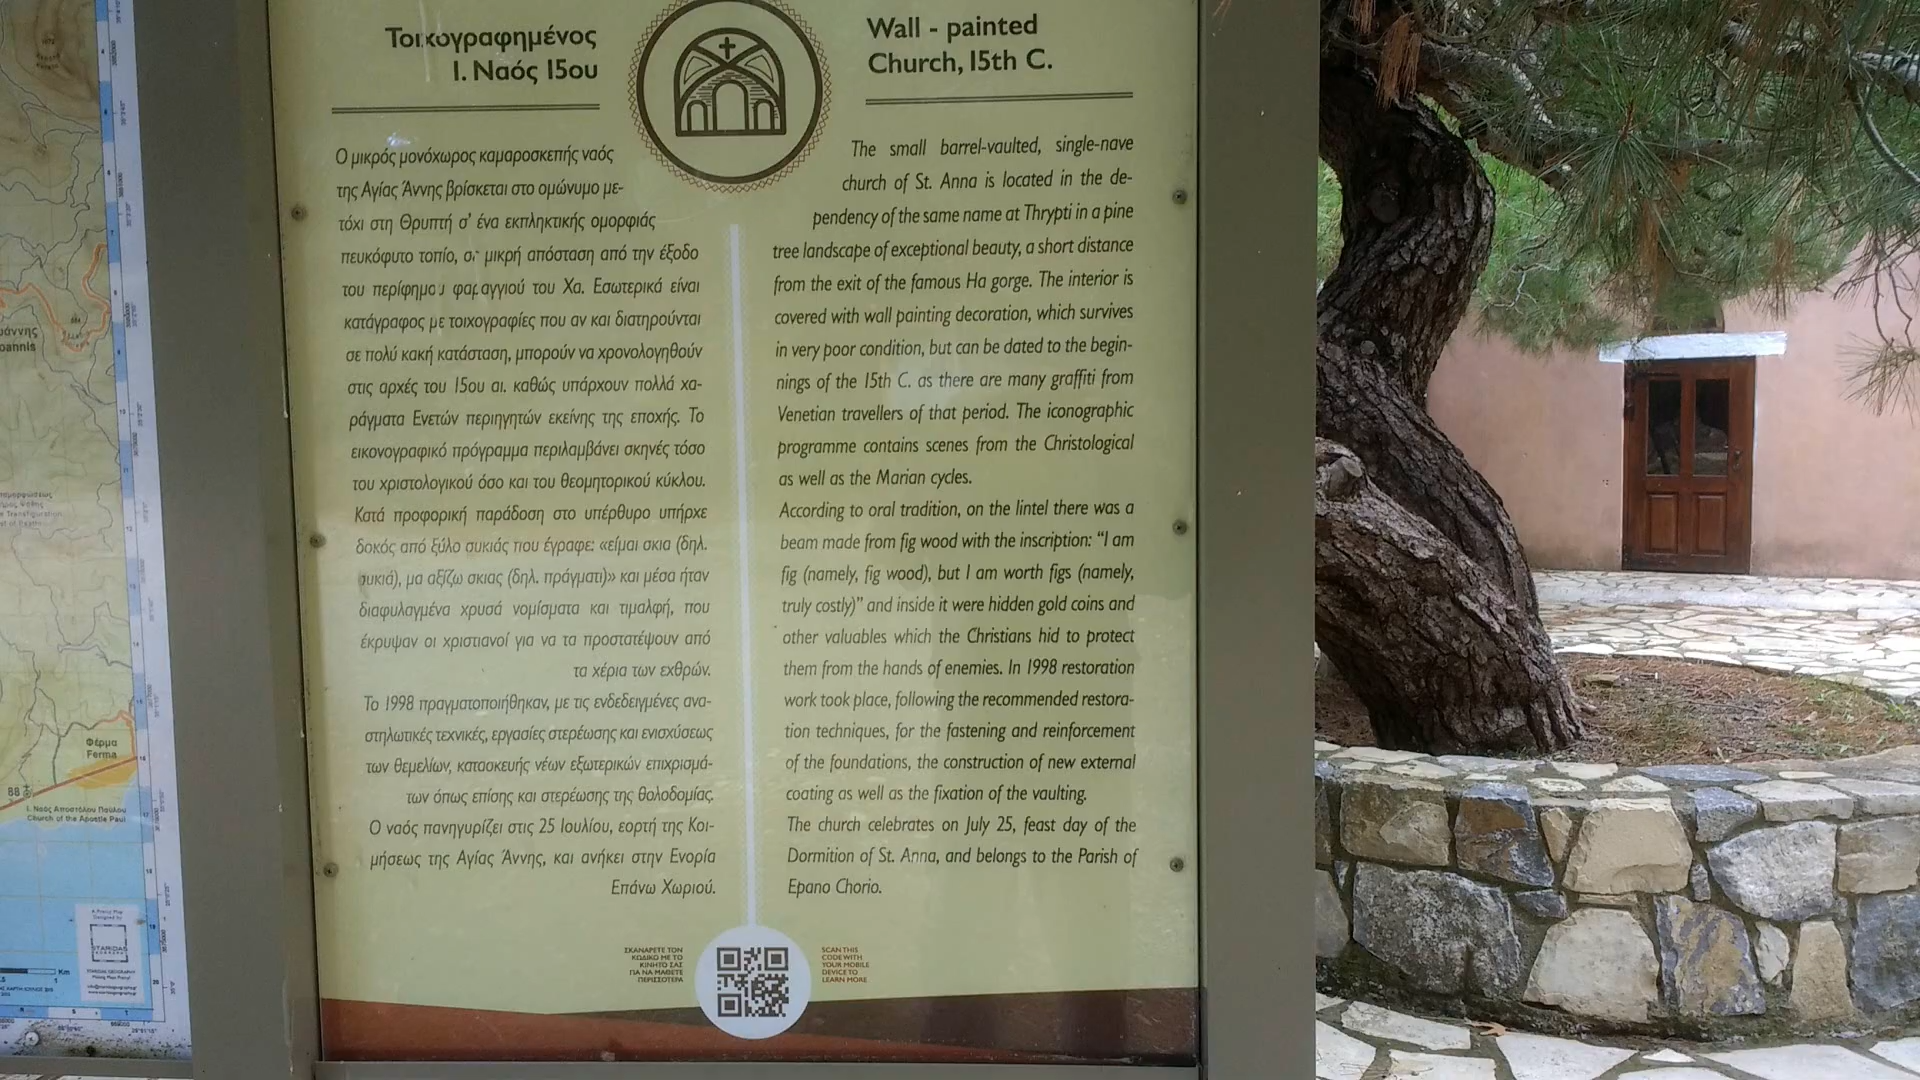 Τοιχογραφημένος
Ι. Ναός 15ου
Wall - painted
Church, 15th C.
Ο μικρός μονόχωρος καμαροσκεπής ναός
της Αγίας Άννης βρίσκεται στο ομώνυμο με-
τόχι στη Θρυπτή σ' ένα εκπληκτικής ομορφιάς
πευκόφυτο τοπίο, σε μικρή απόσταση από την έξοδο
του περίφημου φαραγγιού του Χα. Εσωτερικά είναι
κατάγραφος με τοιχογραφίες που αν και διατηρούνται
σε πολύ κακή κατάσταση, μπορούν να χρονολογηθούν
στις αρχές του 15ου αι. καθώς υπάρχουν πολλά χα-
ράγματα Ενετών περιηγητών εκείνης της εποχής. Το
εικονογραφικό πρόγραμμα περιλαμβάνει σκηνές τόσο
του χριστολογικού όσο και του θεομητορικού κύκλου.
Κατά προφορική παράδοση στο υπέρθυρο υπήρχε
δοκός από ξύλο συκιάς που έγραφε: «είμαι σκια (δηλ.
συκιά), μα αξίζω σκιας (δηλ. πράγματι)» και μέσα ήταν
διαφυλαγμένα χρυσά νομίσματα και τιμαλφή, που
έκρυψαν οι χριστιανοί για να τα προστατέψουν από
τα χέρια των εχθρών.
Το 1998 πραγματοποιήθηκαν, με τις ενδεδειγμένες ανα-
στηλωτικές τεχνικές, εργασίες στερέωσης και ενισχύσεως
των θεμελίων, κατασκευής νέων εξωτερικών επιχρισμά-
των όπως επίσης και στερέωσης της θολοδομίας.
Ο ναός πανηγυρίζει στις 25 Ιουλίου, εορτή της Κοι-
μήσεως της Αγίας Άννης, και ανήκει στην Ενορία
Επάνω Χωριού.
The small barrel-vaulted, single-nave
church of St. Anna is located in the de-
pendency of the same name at Thrypti in a pine
tree landscape of exceptional beauty, a short distance
from the exit of the famous Ha gorge. The interior is
covered with wall painting decoration, which survives
in very poor condition, but can be dated to the begin-
nings of the 15th C. as there are many graffiti from
Venetian travellers of that period. The iconographic
programme contains scenes from the Christological
as well as the Marian cycles.
According to oral tradition, on the lintel there was a
beam made from fig wood with the inscription: “I am
fig (namely, fig wood), but I am worth figs (namely,
truly costly)” and inside it were hidden gold coins and
other valuables which the Christians hid to protect
them from the hands of enemies. In 1998 restoration
work took place, following the recommended restora-
tion techniques, for the fastening and reinforcement
of the foundations, the construction of new external
coating as well as the fixation of the vaulting.
The church celebrates on July 25, feast day of the
Dormition of St. Anna, and belongs to the Parish of
Epano Chorio.
ΣΚΑΝΑΡΕΤΕ ΤΟΝ
ΚΩΔΙΚΟ ΜΕ ΤΟ
ΚΙΝΗΤΟ ΣΑΣ
ΓΙΑ ΝΑ ΜΑΘΕΤΕ
ΠΕΡΙΣΣΟΤΕΡΑ
SCAN THIS
CODE WITH
YOUR MOBILE
DEVICE TO
LEARN MORE
Φέρμα
Ferma
88
Ι. Ναός Αποστόλου Παύλου
Church of the Apostle Paul
Km